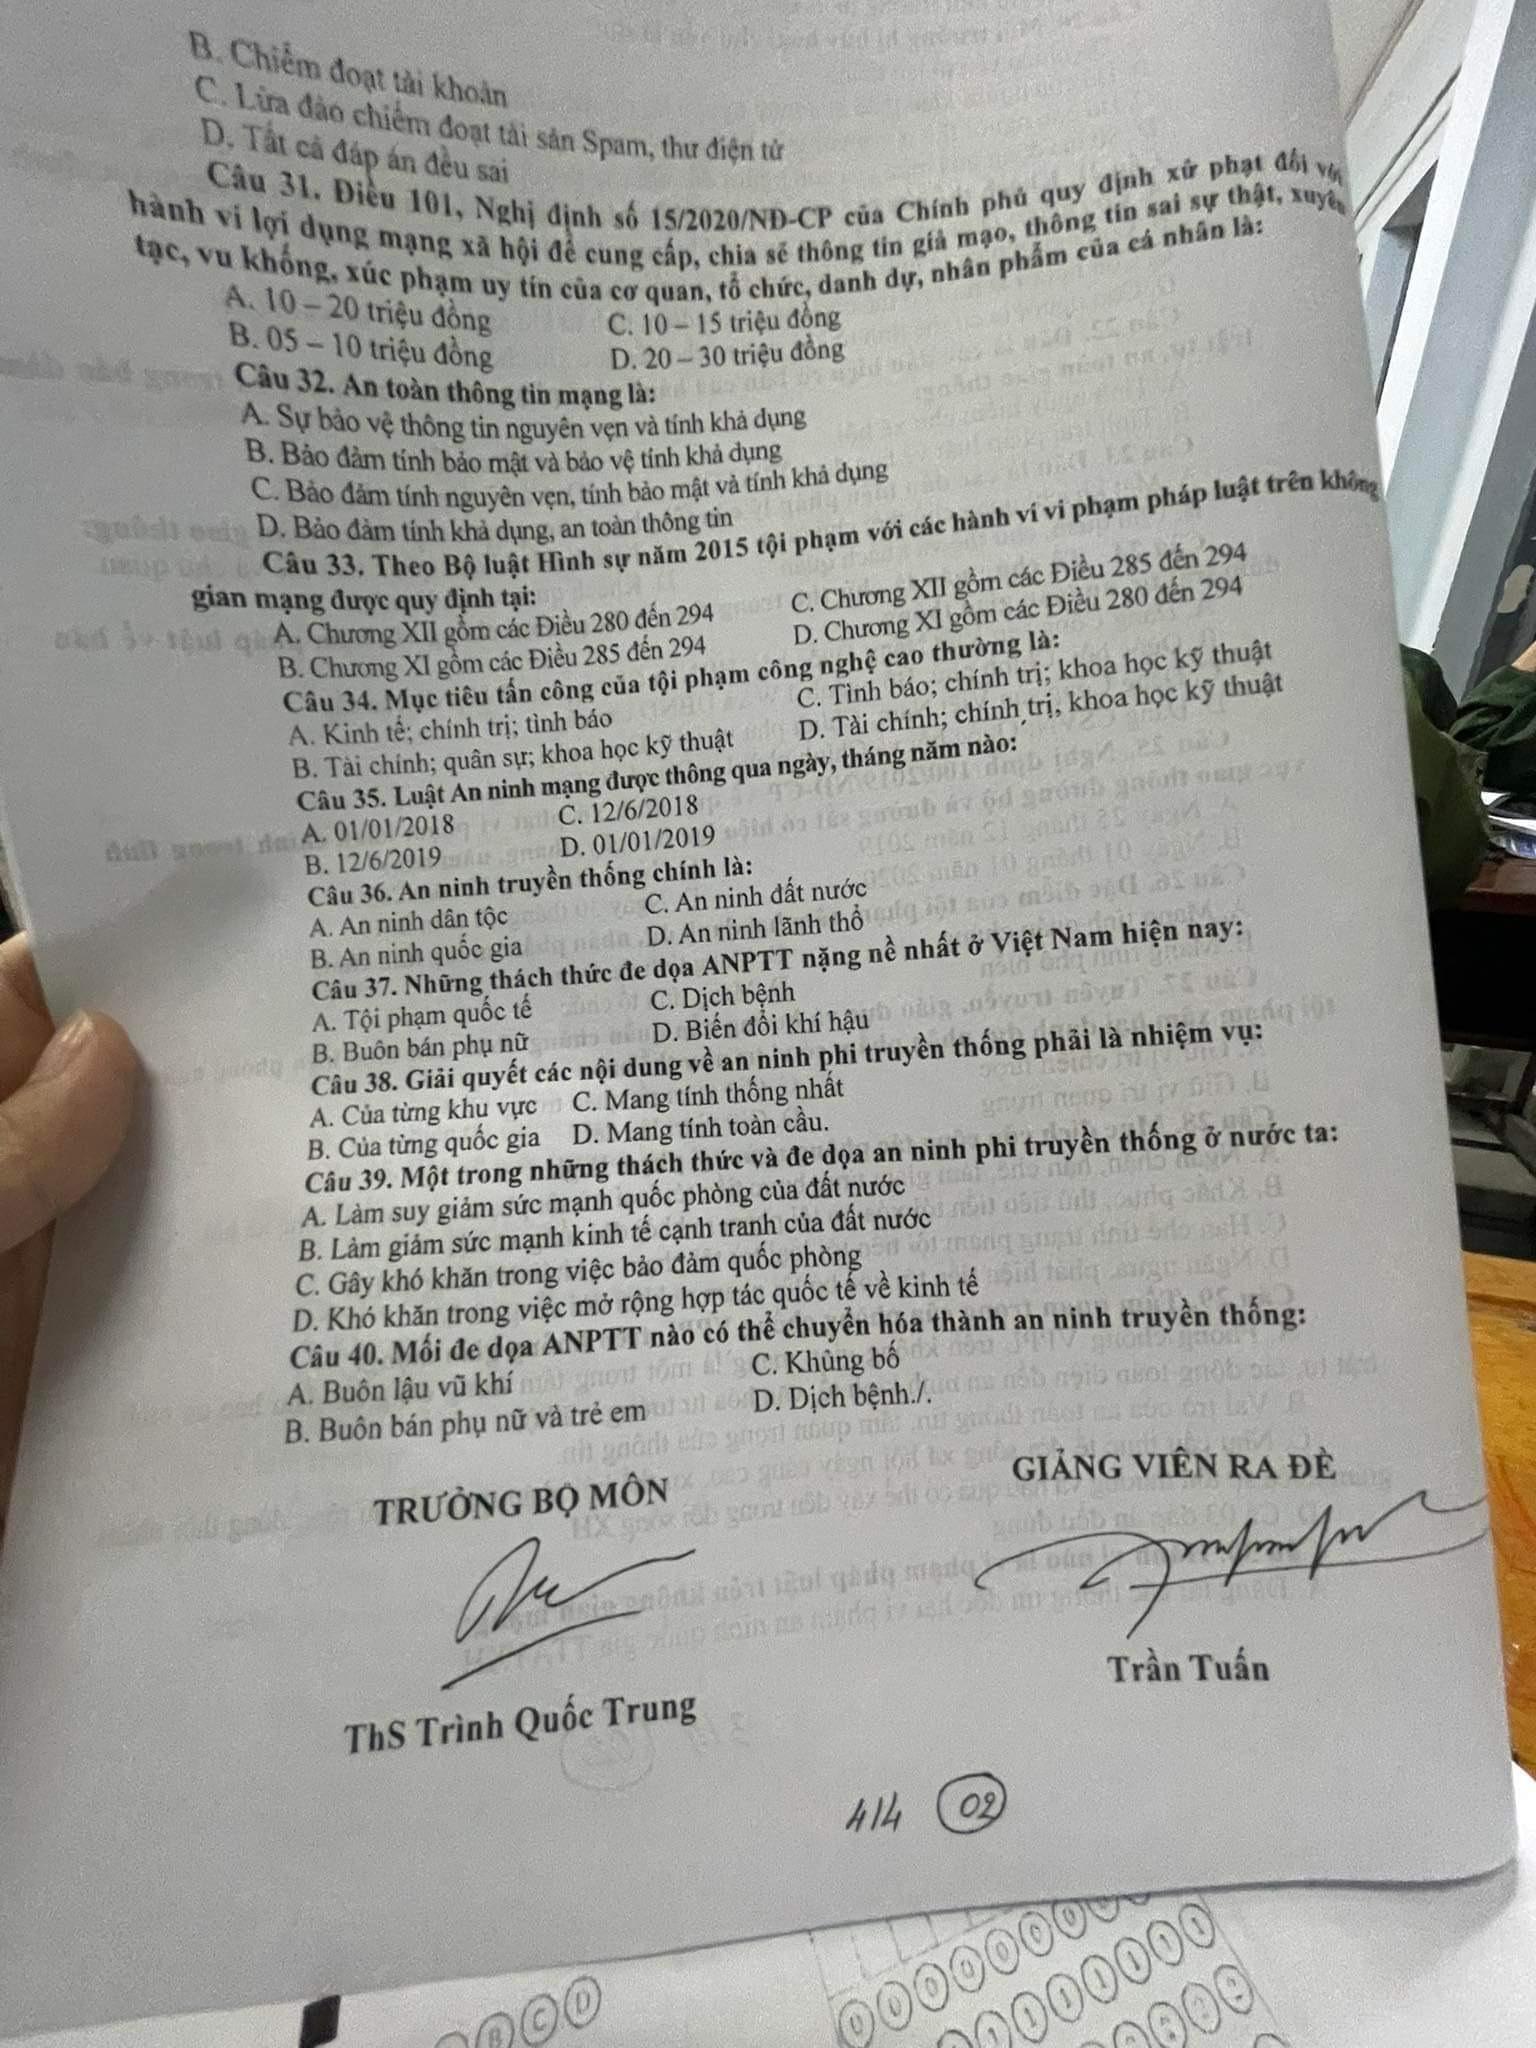 B. Chiếm đoạt tài khoản
C. Lừa đảo chiếm đoạt tài sản Spam, thư điện tử
D. Tất cả đáp án đều sai
Câu 31. Điều 101, Nghị định số 15/2020/NĐ-CP của Chính phủ quy định xử phạt đối với
hành vi lợi dụng mạng xã hội để cung cấp, chia sẻ thông tin giả mạo, thông tin sai sự thật, xuyên
tạc, vu khống, xúc phạm uy tín của cơ quan, tổ chức, danh dự, nhân phẩm của cá nhân là:
A. 10 – 20 triệu đồng C. 10 – 15 triệu đồng
B. 05 – 10 triệu đồng D. 20 – 30 triệu đồng
Câu 32. An toàn thông tin mạng là:
A. Sự bảo vệ thông tin nguyên vẹn và tính khả dụng
B. Bảo đảm tính bảo mật và bảo vệ tính khả dụng
C. Bảo đảm tính nguyên vẹn, tính bảo mật và tính khả dụng
D. Bảo đảm tính khả dụng, an toàn thông tin
Câu 33. Theo Bộ luật Hình sự năm 2015 tội phạm với các hành vi vi phạm pháp luật trên không
gian mạng được quy định tại:
A. Chương XII gồm các Điều 280 đến 294 C. Chương XII gồm các Điều 285 đến 294
B. Chương XI gồm các Điều 285 đến 294 D. Chương XI gồm các Điều 280 đến 294
Câu 34. Mục tiêu tấn công của tội phạm công nghệ cao thường là:
A. Kinh tế; chính trị; tình báo C. Tình báo; chính trị; khoa học kỹ thuật
B. Tài chính; quân sự; khoa học kỹ thuật D. Tài chính; chính trị, khoa học kỹ thuật
Câu 35. Luật An ninh mạng được thông qua ngày, tháng năm nào:
A. 01/01/2018 C. 12/6/2018
B. 12/6/2019 D. 01/01/2019
Câu 36. An ninh truyền thống chính là:
A. An ninh dân tộc C. An ninh đất nước
B. An ninh quốc gia D. An ninh lãnh thổ
Câu 37. Những thách thức đe dọa ANPTT nặng nề nhất ở Việt Nam hiện nay:
A. Tội phạm quốc tế C. Dịch bệnh
B. Buôn bán phụ nữ D. Biến đổi khí hậu
Câu 38. Giải quyết các nội dung về an ninh phi truyền thống phải là nhiệm vụ:
A. Của từng khu vực C. Mang tính thống nhất
B. Của từng quốc gia D. Mang tính toàn cầu.
Câu 39. Một trong những thách thức và đe dọa an ninh phi truyền thống ở nước ta:
A. Làm suy giảm sức mạnh quốc phòng của đất nước
B. Làm giảm sức mạnh kinh tế cạnh tranh của đất nước
C. Gây khó khăn trong việc bảo đảm quốc phòng
D. Khó khăn trong việc mở rộng hợp tác quốc tế về kinh tế
Câu 40. Mối đe dọa ANPTT nào có thể chuyển hóa thành an ninh truyền thống:
A. Buôn lậu vũ khí C. Khủng bố
B. Buôn bán phụ nữ và trẻ em D. Dịch bệnh./.
TRƯỞNG BỘ MÔN GIẢNG VIÊN RA ĐỀ
ThS Trình Quốc Trung Trần Tuấn
4/4 02
B C D